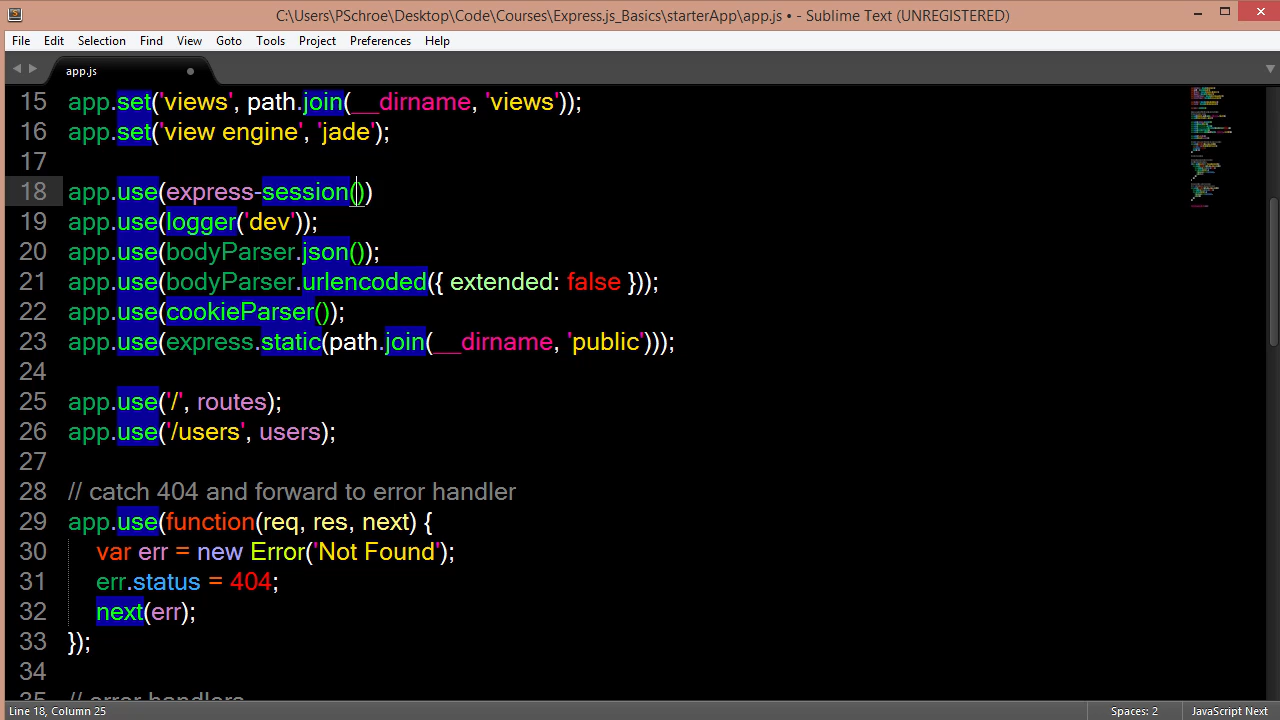 C:\Users\PSchroe\Desktop\Code\Courses\Express.js_Basics\starterApp\app.js • - Sublime Text (UNREGISTERED)
File Edit Selection Find View Goto Tools Project Preferences Help
app.js
15 app.set('views', path.join(__dirname, 'views'));
16 app.set('view engine', 'jade');
17
18 app.use(express-session())
19 app.use(logger('dev'));
20 app.use(bodyParser.json());
21 app.use(bodyParser.urlencoded({ extended: false }));
22 app.use(cookieParser());
23 app.use(express.static(path.join(__dirname, 'public')));
24
25 app.use('/', routes);
26 app.use('/users', users);
27
28 // catch 404 and forward to error handler
29 app.use(function(req, res, next) {
30 var err = new Error('Not Found');
31 err.status = 404;
32 next(err);
33 });
34
35 // error handlers
Line 18, Column 25 Spaces: 2 JavaScript Next